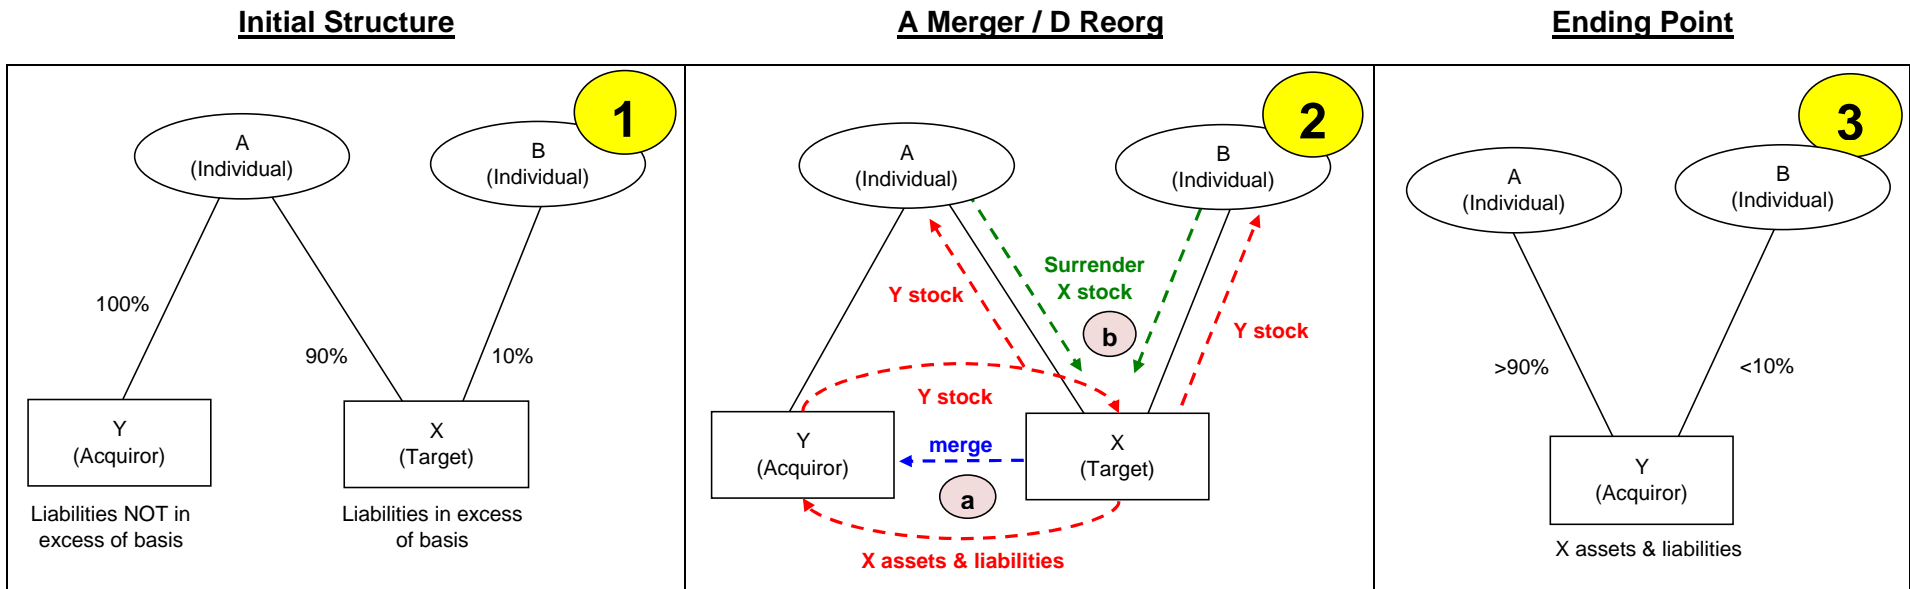 Initial Structure
A Merger / D Reorg
Ending Point
1
A
(Individual)
B
(Individual)
100%
90%
10%
Y
(Acquiror)
X
(Target)
Liabilities NOT in
excess of basis
Liabilities in excess
of basis
2
A
(Individual)
B
(Individual)
Surrender
X stock
Y stock
b
Y stock
Y stock
Y
(Acquiror)
merge
X
(Target)
a
X assets & liabilities
3
A
(Individual)
B
(Individual)
>90%
<10%
Y
(Acquiror)
X assets & liabilities